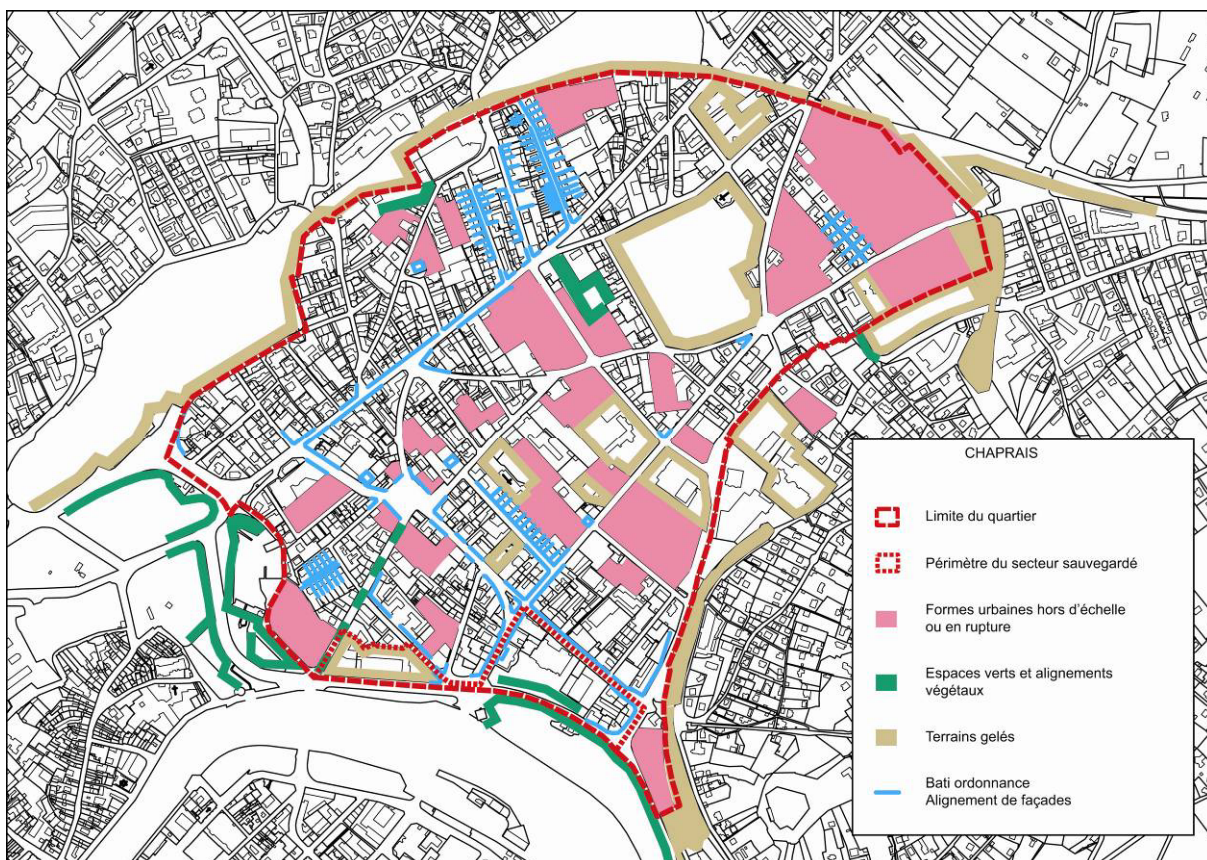 CHAPRAIS
Limite du quartier
Périmètre du secteur sauvegardé
Formes urbaines hors d'échelle
ou en rupture
Espaces verts et alignements
végétaux
Terrains gelés
Bati ordonnance
Alignement de façades